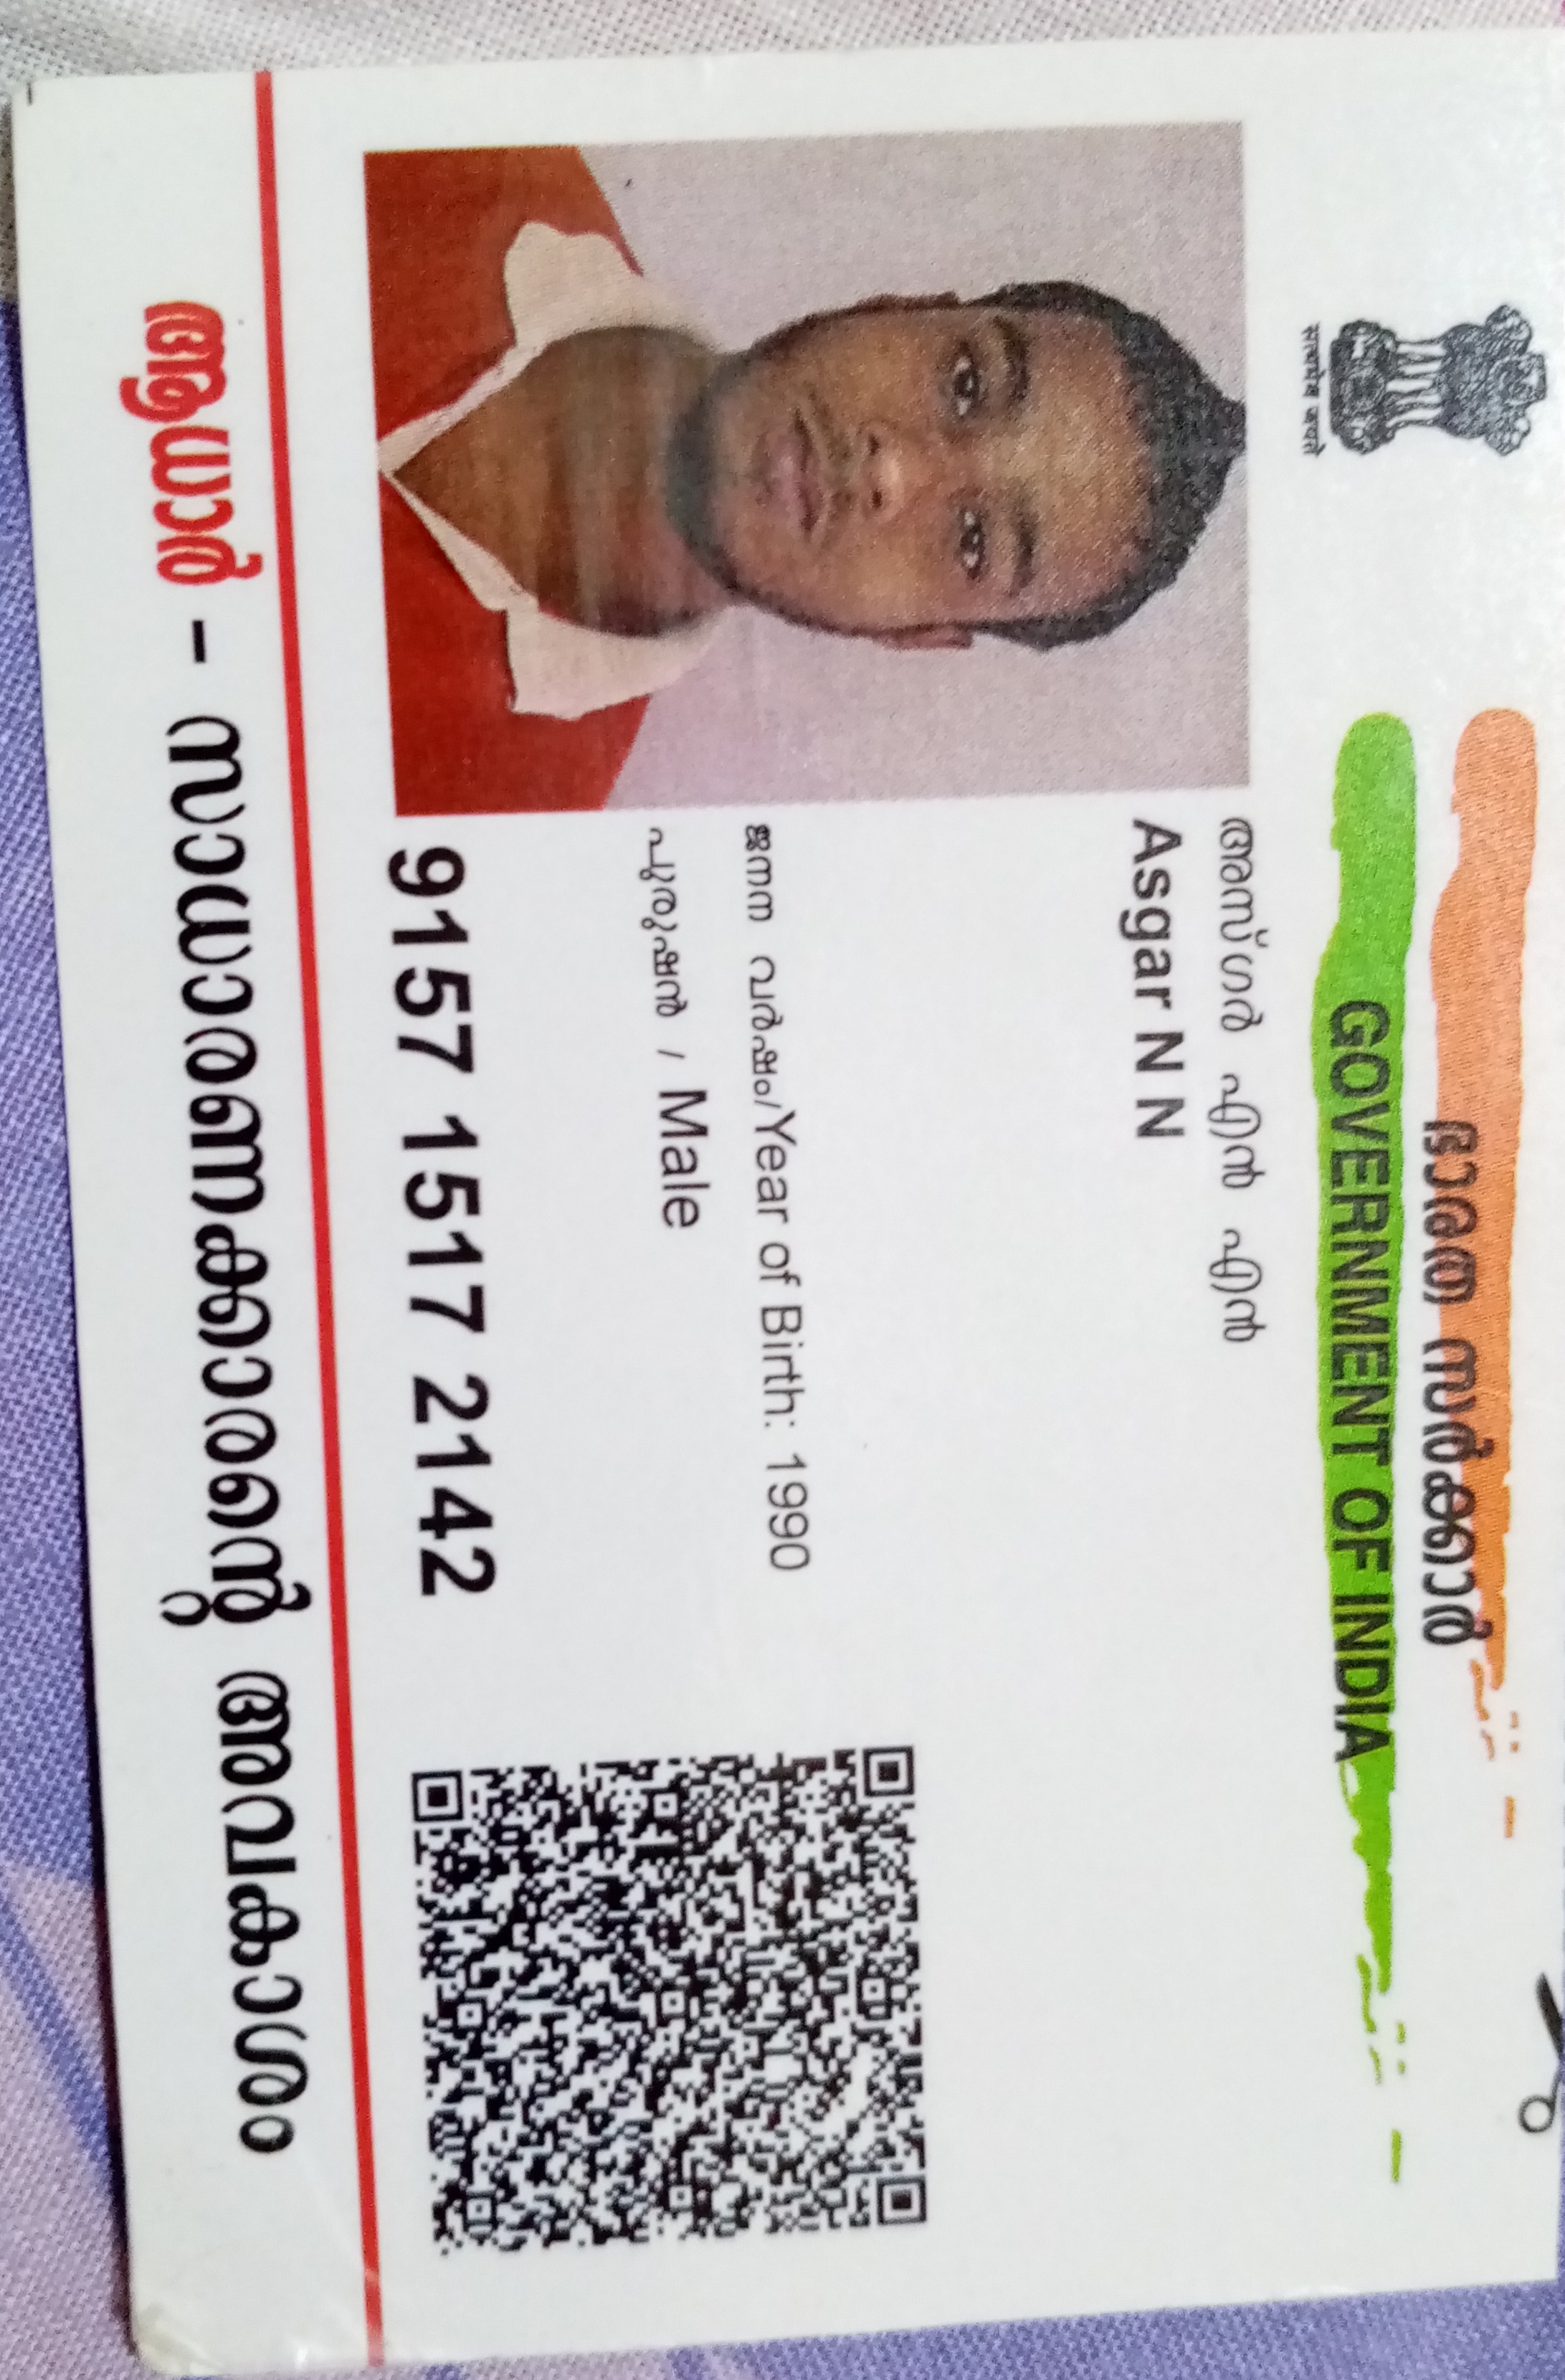 ഭാരത സർക്കാർ
GOVERNMENT OF INDIA
सत्यमेव जयते
അസ്ഗർ എൻ എൻ
Asgar N N
ജനന വർഷം/Year of Birth: 1990
പുരുഷൻ / Male
9157 1517 2142
ആധാർ - സാധാരണക്കാരന്റെ അവകാശം